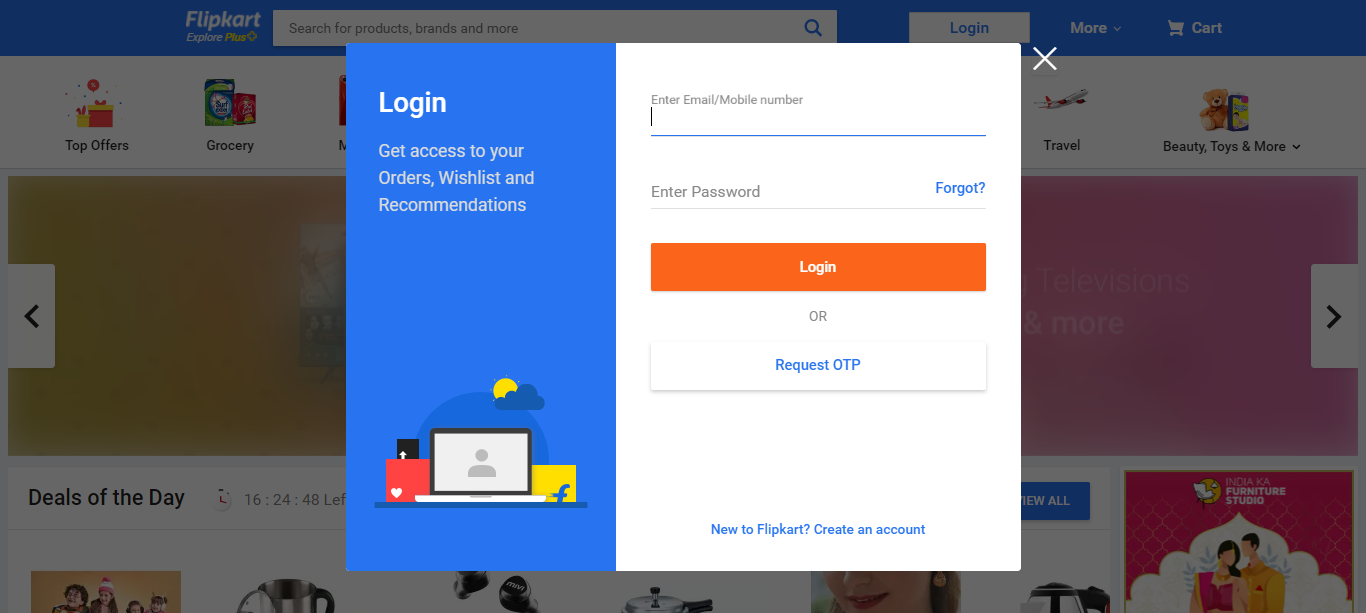 Flipkart
Explore Plus
Search for products, brands and more
Login
More
Cart
Top Offers
Grocery
M
Travel
Beauty, Toys & More
Login
Get access to your
Orders, Wishlist and
Recommendations
Enter Email/Mobile number
Enter Password
Forgot?
Login
OR
Request OTP
New to Flipkart? Create an account
g Televisions
& more
Deals of the Day
16 : 24 : 48 Lef
VIEW ALL
INDIA KA
FURNITURE
STUDIO
mivi